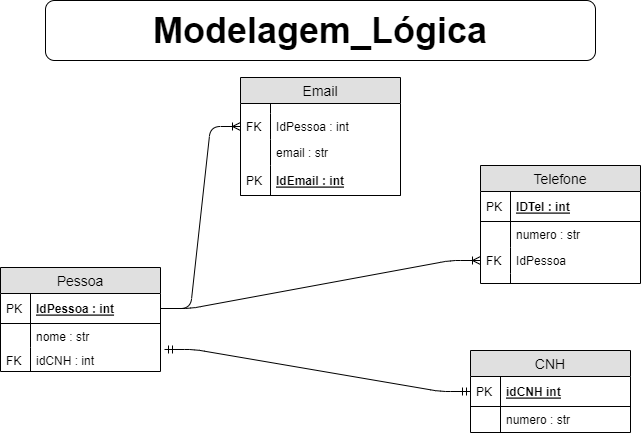 Modelagem_Lógica
Email
FK IdPessoa : int
email : str
PK IdEmail : int
Telefone
PK IDTel : int
numero : str
FK IdPessoa
Pessoa
PK IdPessoa : int
nome : str
FK idCNH : int
CNH
PK idCNH int
numero : str